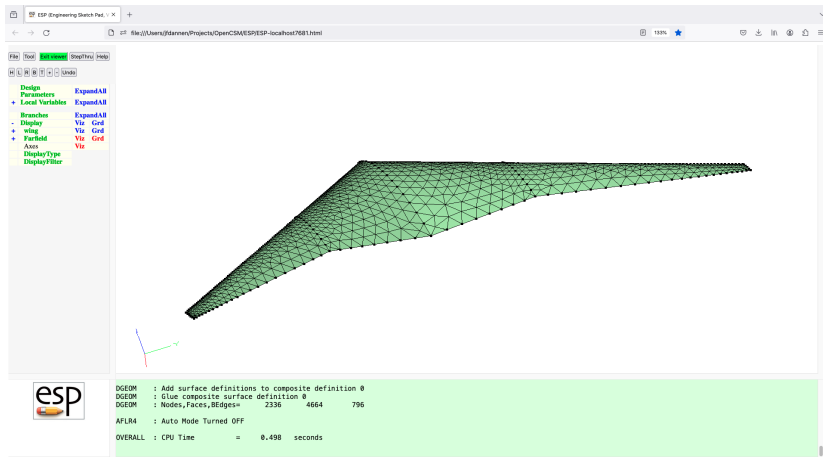 ESP (Engineering Sketch Pad, V
file:///Users/jfdannen/Projects/OpenCSM/ESP/ESP-localhost7681.html
133%
File Tool Exit viewer StepThru Help
H L R B T + - Undo
Design Parameters ExpandAll
+ Local Variables ExpandAll
Branches ExpandAll
- Display Viz Grd
+ wing Viz Grd
+ Farfield Viz Grd
Axes Viz
DisplayType
DisplayFilter
esp
DGEOM : Add surface definitions to composite definition 0
DGEOM : Glue composite surface definition 0
DGEOM : Nodes,Faces,BEdges= 2336 4664 796
AFLR4 : Auto Mode Turned OFF
OVERALL : CPU Time = 0.498 seconds